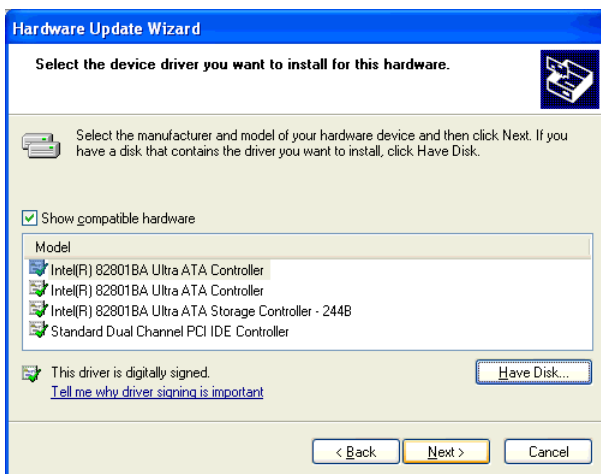 Hardware Update Wizard
Select the device driver you want to install for this hardware.
Select the manufacturer and model of your hardware device and then click Next. If you
have a disk that contains the driver you want to install, click Have Disk.
Show compatible hardware
Model
Intel(R) 82801BA Ultra ATA Controller
Intel(R) 82801BA Ultra ATA Controller
Intel(R) 82801BA Ultra ATA Storage Controller - 244B
Standard Dual Channel PCI IDE Controller
This driver is digitally signed.
Have Disk...
Tell me why driver signing is important
< Back Next > Cancel